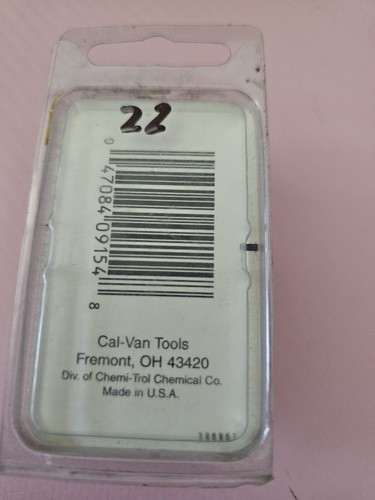 22
0 47084 09154 8
Cal-Van Tools
Fremont, OH 43420
Div. of Chemi-Trol Chemical Co.
Made in U.S.A.